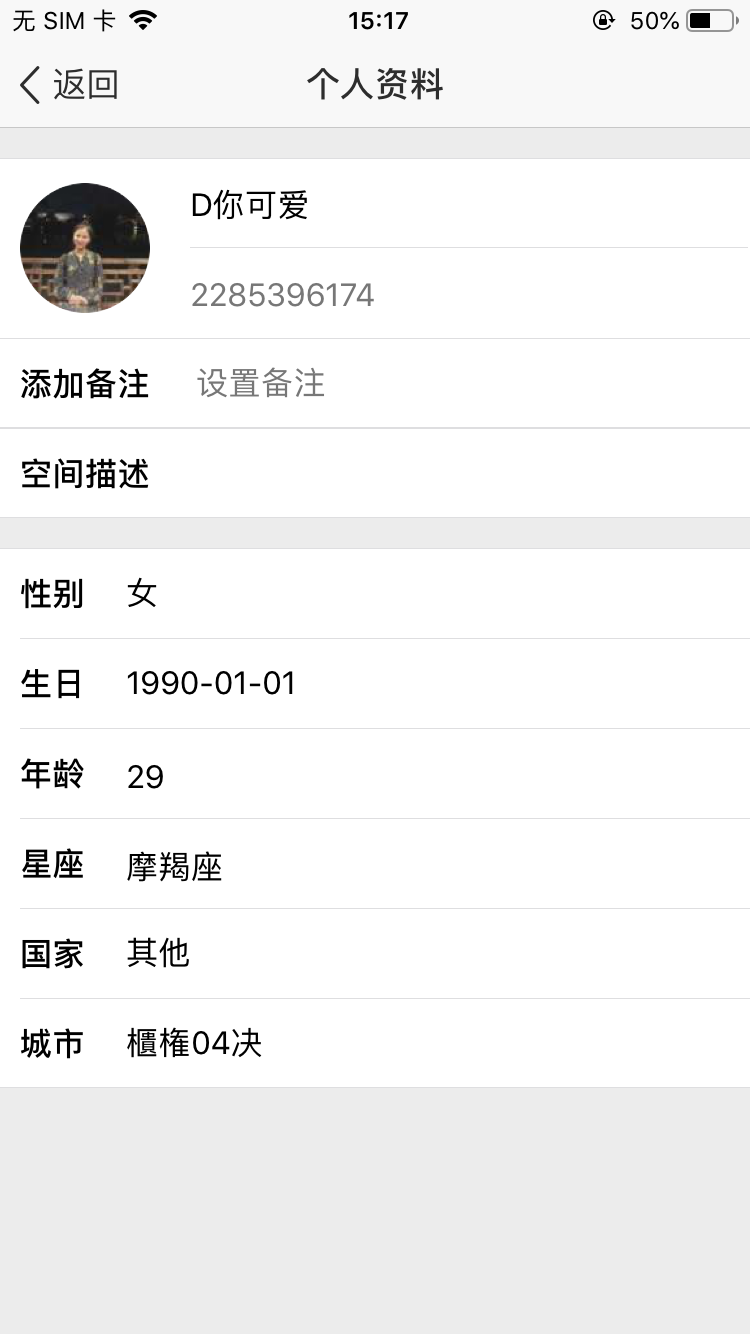 无 SIM 卡 15:17 50%
返回 个人资料
D你可爱
2285396174
添加备注 设置备注
空间描述
性别 女
生日 1990-01-01
年龄 29
星座 摩羯座
国家 其他
城市 櫃権04决